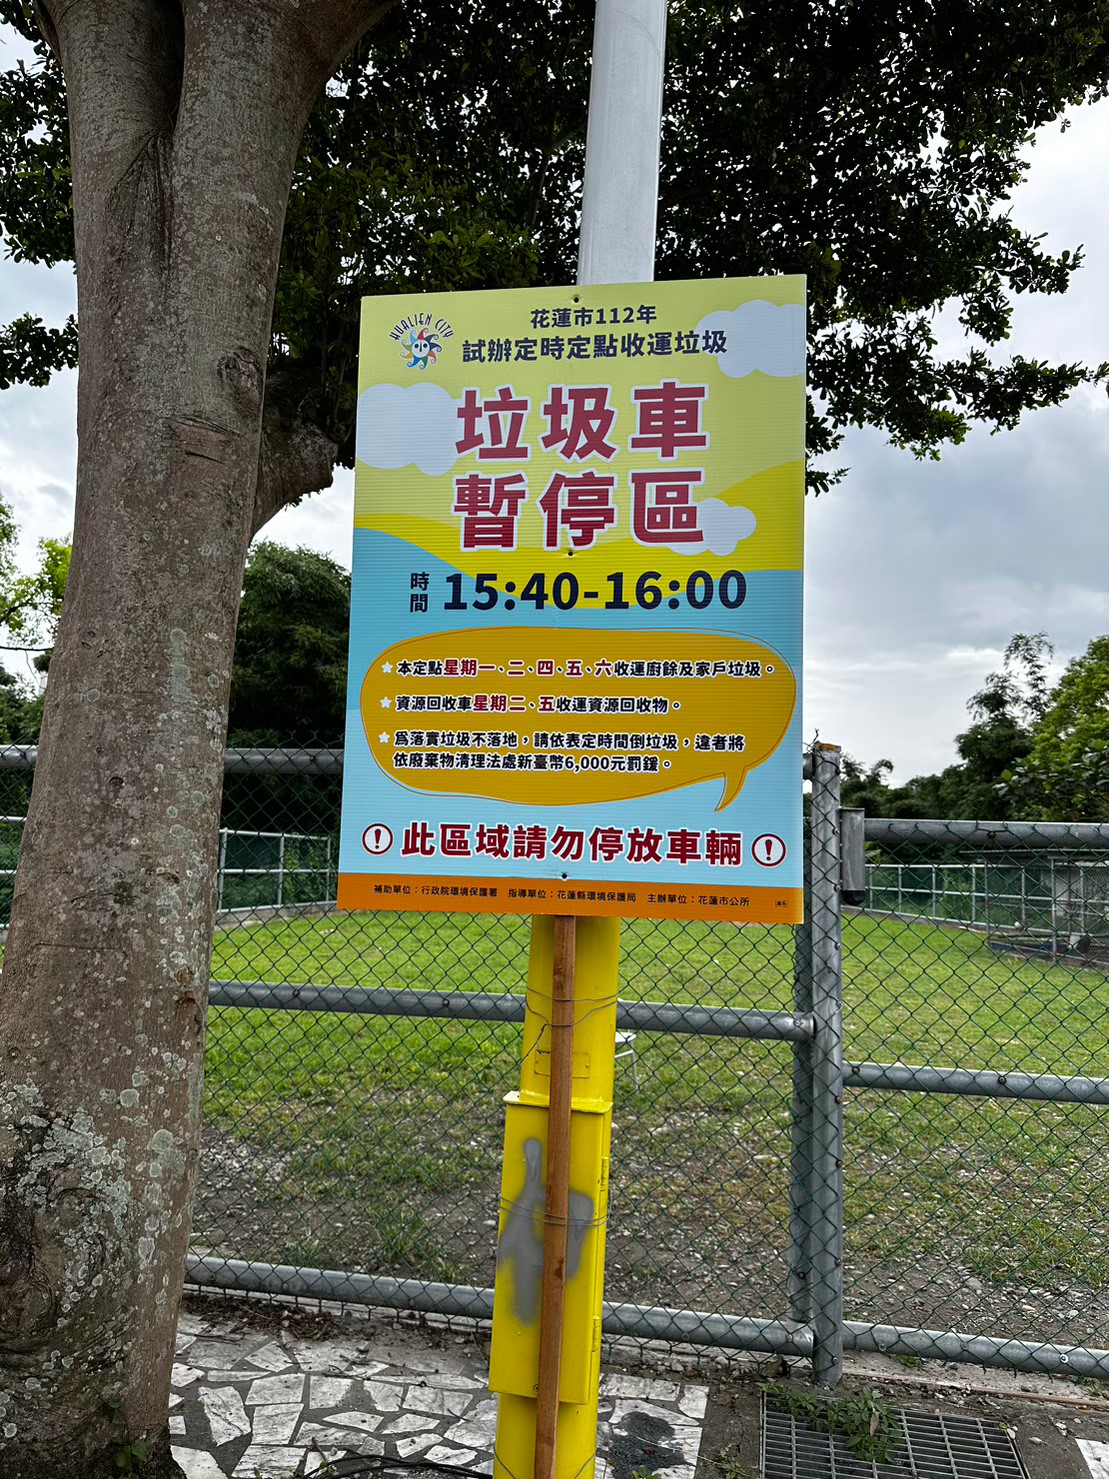 HUALIEN CITY
花蓮市112年
試辦定時定點收運垃圾
垃圾車
暫停區
時間 15:40-16:00
本定點星期一、二、四、五、六收運廚餘及家戶垃圾。
資源回收車星期二、五收運資源回收物。
為落實垃圾不落地，請依表定時間倒垃圾，違者將
依廢棄物清理法處新臺幣6,000元罰鍰。
! 此區域請勿停放車輛 !
補助單位：行政院環境保護署 指導單位：花蓮縣環境保護局 主辦單位：花蓮市公所 廣告